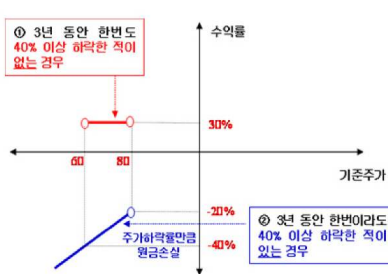 ① 3년 동안 한번도
40% 이상 하락한 적이
없는 경우
수익률
30%
60
80
기준주가
-20%
주가하락률만큼
원금손실
-40%
② 3년 동안 한번이라도
40% 이상 하락한 적이
있는 경우